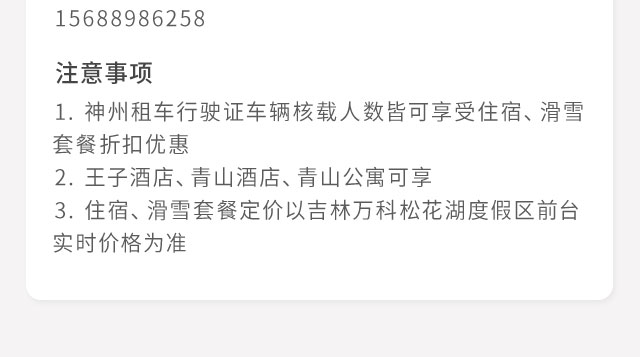 15688986258
注意事项
1. 神州租车行驶证车辆核载人数皆可享受住宿、滑雪
套餐折扣优惠
2. 王子酒店、青山酒店、青山公寓可享
3. 住宿、滑雪套餐定价以吉林万科松花湖度假区前台
实时价格为准